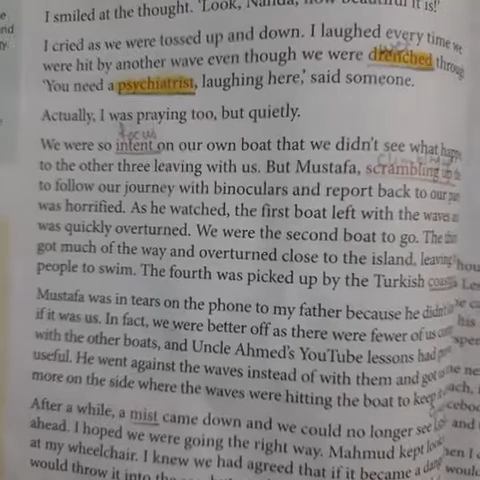 I smiled at the thought. 'Look, Nanda, how beautiful it is!'
I cried as we were tossed up and down. I laughed every time we
were hit by another wave even though we were drenched through
'You need a psychiatrist, laughing here,' said someone.
Actually, I was praying too, but quietly.
focus
We were so intent on our own boat that we didn't see what
to the other three leaving with us. But Mustafa, scrambling up
to follow our journey with binoculars and report back to our
was horrified. As he watched, the first boat left with the waves
was quickly overturned. We were the second boat to go. The
got much of the way and overturned close to the island, leaving
people to swim. The fourth was picked up by the Turkish
Mustafa was in tears on the phone to my father because he didn't
if it was us. In fact, we were better off as there were fewer of us
with the other boats, and Uncle Ahmed's YouTube lessons had
useful. He went against the waves instead of with them and got
more on the side where the waves were hitting the boat to keep
After a while, a mist came down and we could no longer see
ahead. I hoped we were going the right way. Mahmud kept
at my wheelchair. I knew we had agreed that if it became a
would throw it into the